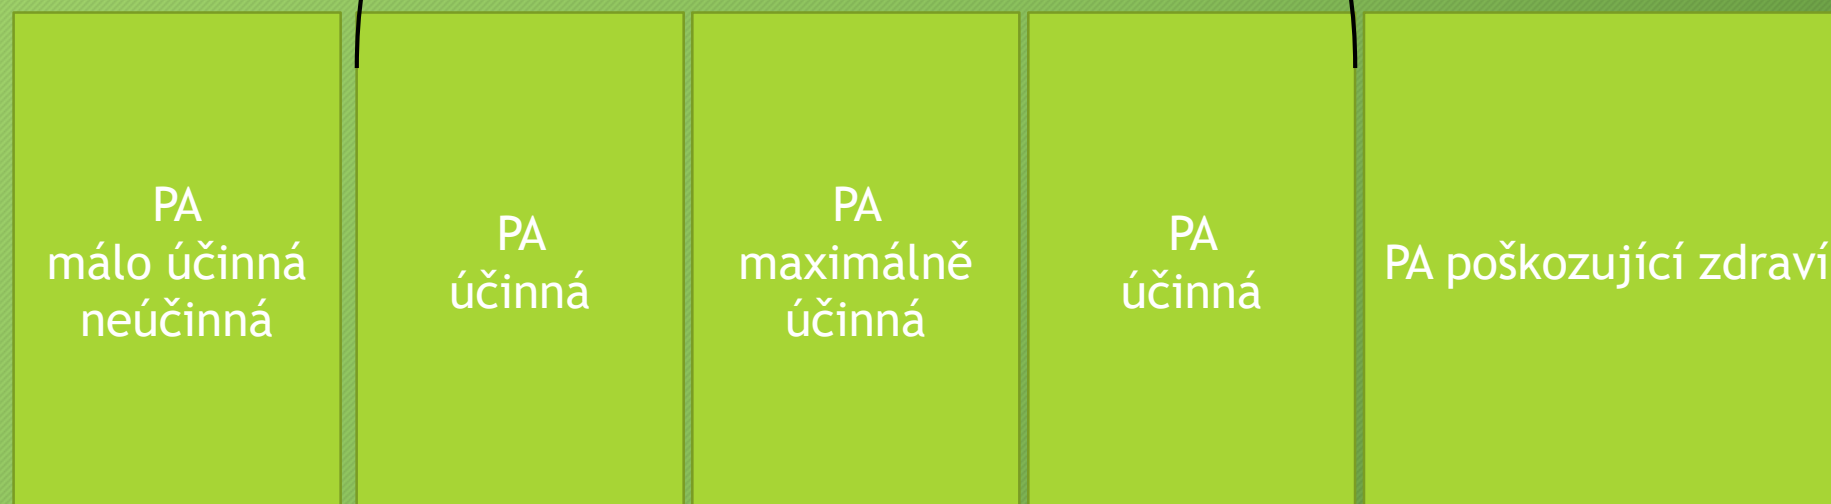 PA
málo účinná
neúčinná
PA
účinná
PA
maximálně
účinná
PA
účinná
PA poškozující zdraví